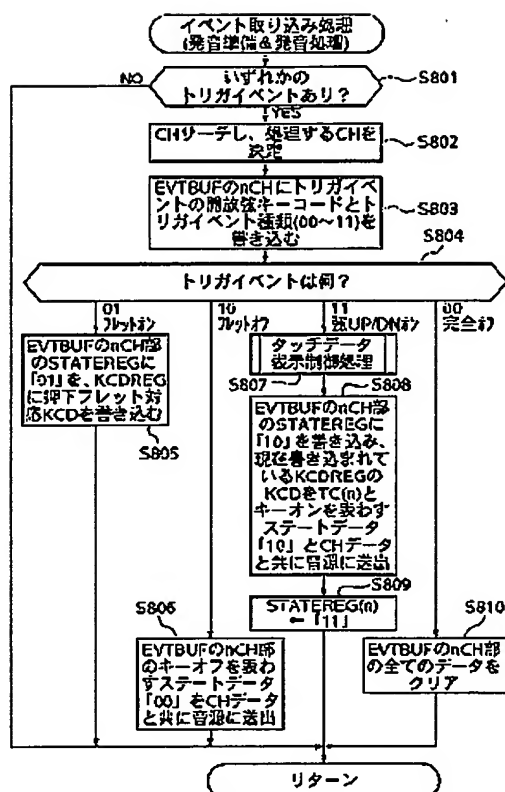 イベント取り込み処理
(発音準備&発音処理)
NO
いずれかの
トリガイベントあり?
S801
YES
CHサーチし、処理するCHを
決定
S802
EVTBUFのnCHにトリガイベ
ントの開放弦キーコードとト
リガイベント種類(00～11)を
書き込む
S803
S804
トリガイベントは何?
01
フレットオン
10
フレットオフ
11
弦UP/DNオン
00
完全オフ
EVTBUFのnCH部
のSTATEREGに
「01」を、KCDREG
に押下フレット対
応KCDを書き込む
S805
タッチデータ
表示制御処理
S807
S808
EVTBUFのnCH部の
STATEREGに
「10」を書き込み、
現在書き込まれて
いるKCDREGの
KCDをTC(n)と
キーオンを表わす
ステートデータ
「10」とCHデータ
と共に音源に送出
S809
STATEREG(n)
←「11」
S806
EVTBUFのnCH部
のキーオフを表わ
すステートデータ
「00」をCHデータ
と共に音源に送出
S810
EVTBUFのnCH部
の全てのデータを
クリア
リターン